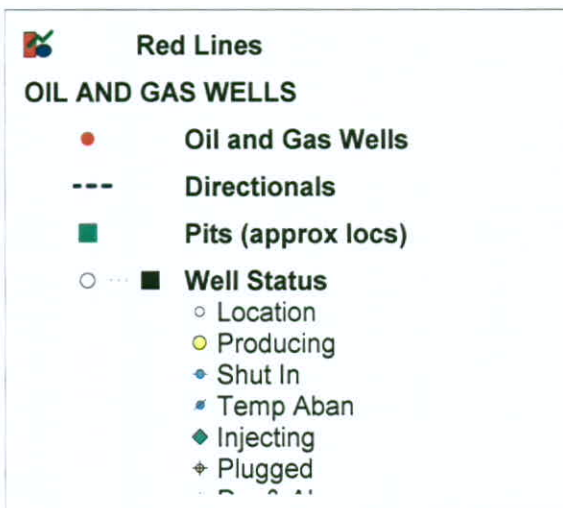 Red Lines
OIL AND GAS WELLS
Oil and Gas Wells
Directionals
Pits (approx locs)
Well Status
Location
Producing
Shut In
Temp Aban
Injecting
Plugged